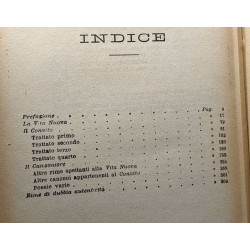 INDICE
Prefazione Pag.
La Vita Nuova
Il Convito
Trattato primo
Trattato secondo
Trattato terzo
Trattato quarto
Il Canzoniere
Altre rime spettanti alla Vita Nuova
Altre canzoni appartenenti al Convito
Poesie varie
Rime di dubbia autenticità